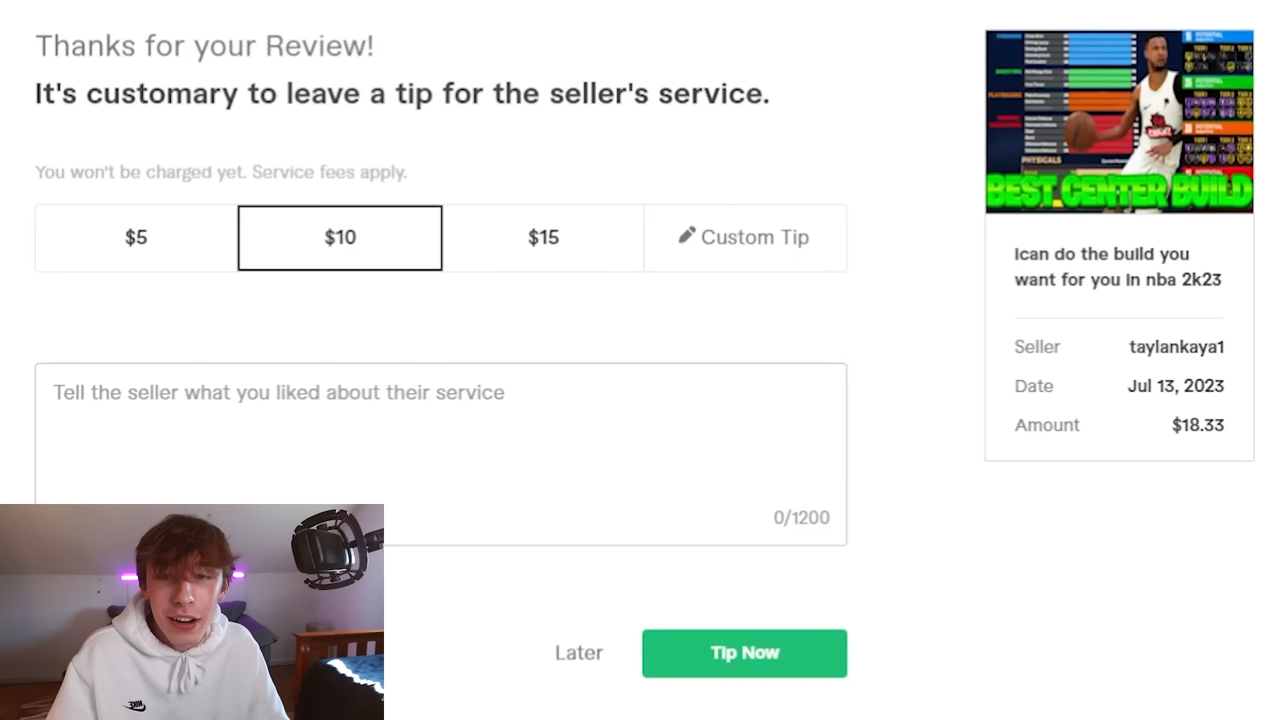 Thanks for your Review!
It's customary to leave a tip for the seller's service.
You won't be charged yet. Service fees apply.
$5
$10
$15
Custom Tip
Tell the seller what you liked about their service
0/1200
Later
Tip Now
PHYSICALS
BEST CENTER BUILD
Ican do the build you
want for you in nba 2k23
Seller taylankaya1
Date Jul 13, 2023
Amount $18.33